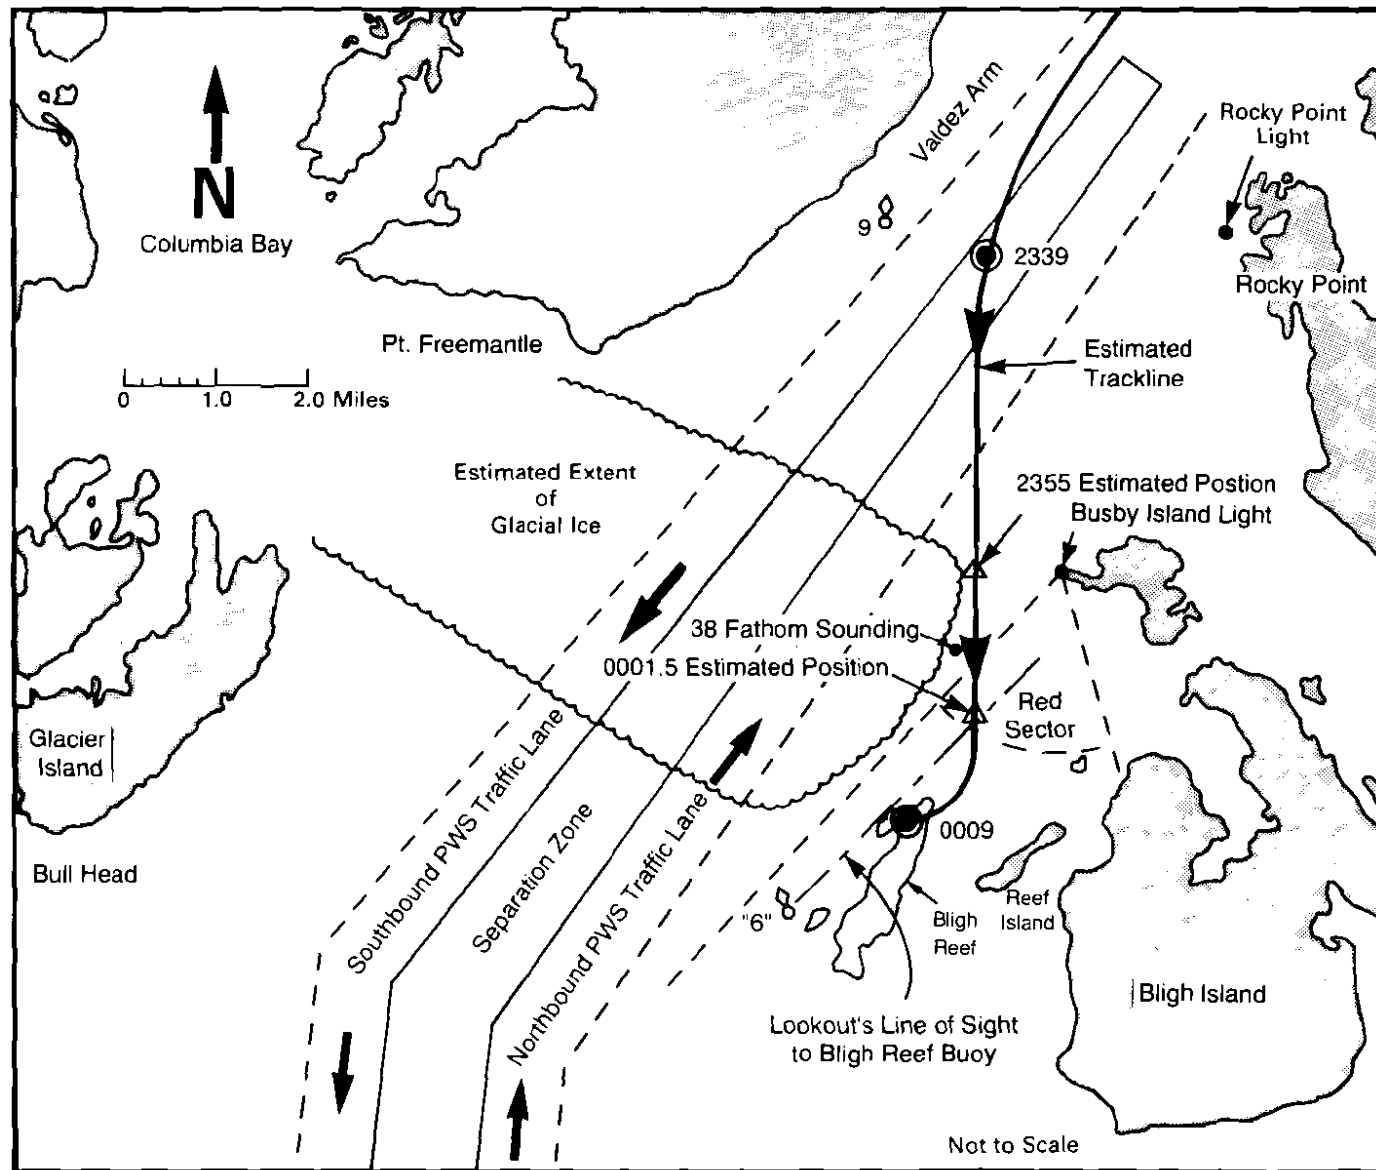 Rocky Point
Light
Valdez Arm
9
N
Columbia Bay
2339
Rocky Point
Pt. Freemantle
Estimated
Trackline
0 1.0 2.0 Miles
Estimated Extent
of
Glacial Ice
2355 Estimated Postion
Busby Island Light
38 Fathom Sounding
0001.5 Estimated Position
Red
Sector
Glacier
Island
Southbound PWS Traffic Lane
Separation Zone
Northbound PWS Traffic Lane
0009
Bull Head
"6"
Bligh
Reef
Reef
Island
Bligh Island
Lookout's Line of Sight
to Bligh Reef Buoy
Not to Scale